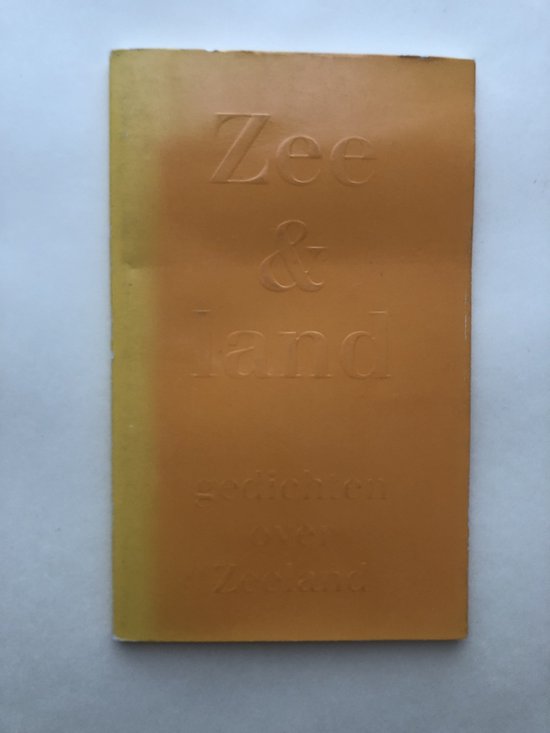 Zee
&
land
gedichten
over
Zeeland